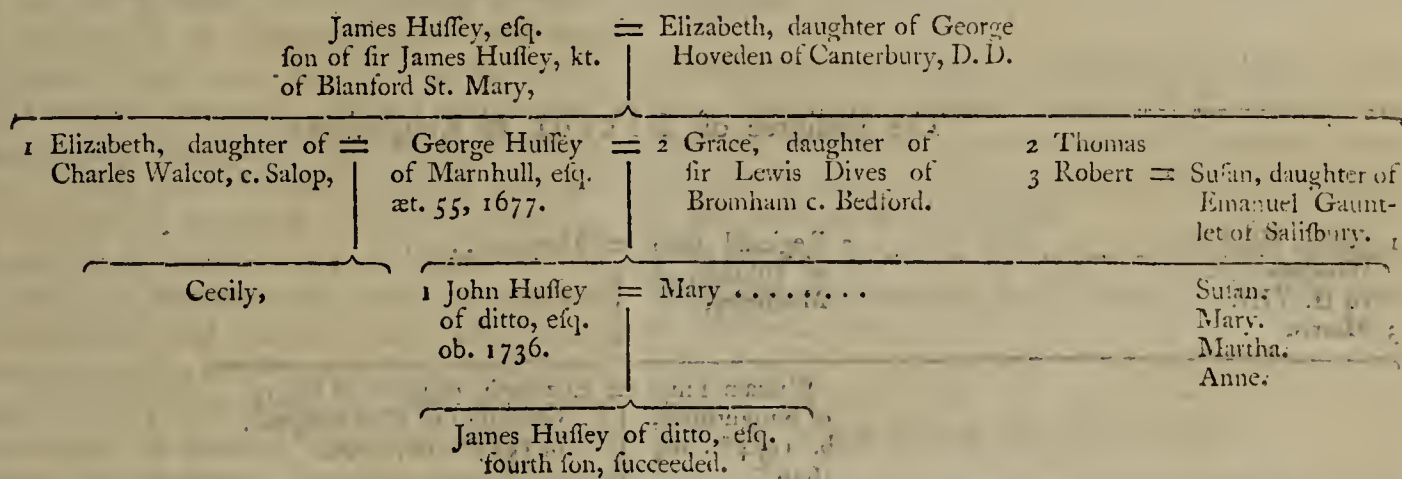 James Huſſey, eſq. = Elizabeth, daughter of George
ſon of ſir James Huſſey, kt. Hoveden of Canterbury, D. D.
of Blanford St. Mary,
1 Elizabeth, daughter of = George Huſſey = 2 Grace, daughter of 2 Thomas
Charles Walcot, c. Salop, of Marnhull, eſq. ſir Lewis Dives of 3 Robert = Suſan, daughter of
æt. 55, 1677. Bromham c. Bedford. Emanuel Gaunt-
let of Saliſbury.
Cecily, 1 John Huſſey = Mary . . . . . . . . Suſan.
of ditto, eſq. Mary.
ob. 1736. Martha.
Anne.
James Huſſey of ditto, eſq.
fourth ſon, ſucceeded.